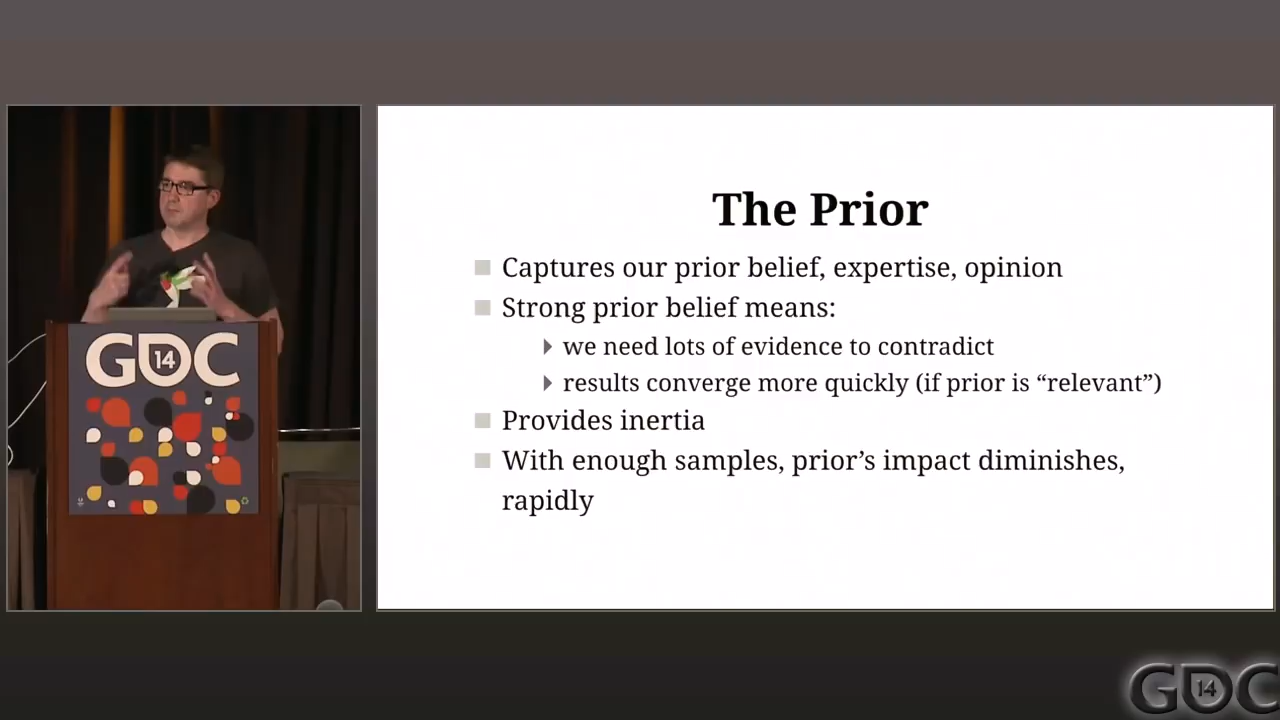 The Prior
Captures our prior belief, expertise, opinion
Strong prior belief means:
we need lots of evidence to contradict
results converge more quickly (if prior is “relevant”)
Provides inertia
With enough samples, prior’s impact diminishes,
rapidly
GDC
14
GDC
14